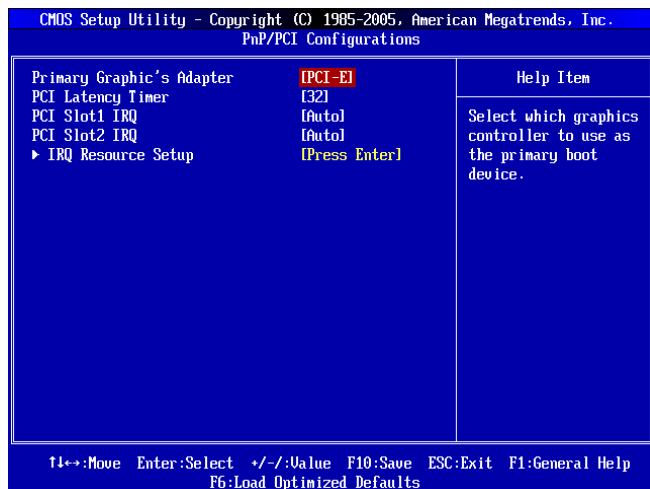 CMOS Setup Utility - Copyright (C) 1985-2005, American Megatrends, Inc.
PnP/PCI Configurations
Primary Graphic's Adapter [PCI-E]
PCI Latency Timer [32]
PCI Slot1 IRQ [Auto]
PCI Slot2 IRQ [Auto]
▶ IRQ Resource Setup [Press Enter]
Help Item
Select which graphics
controller to use as
the primary boot
device.
↑↓←→:Move Enter:Select +/-/:Value F10:Save ESC:Exit F1:General Help
F6:Load Optimized Defaults